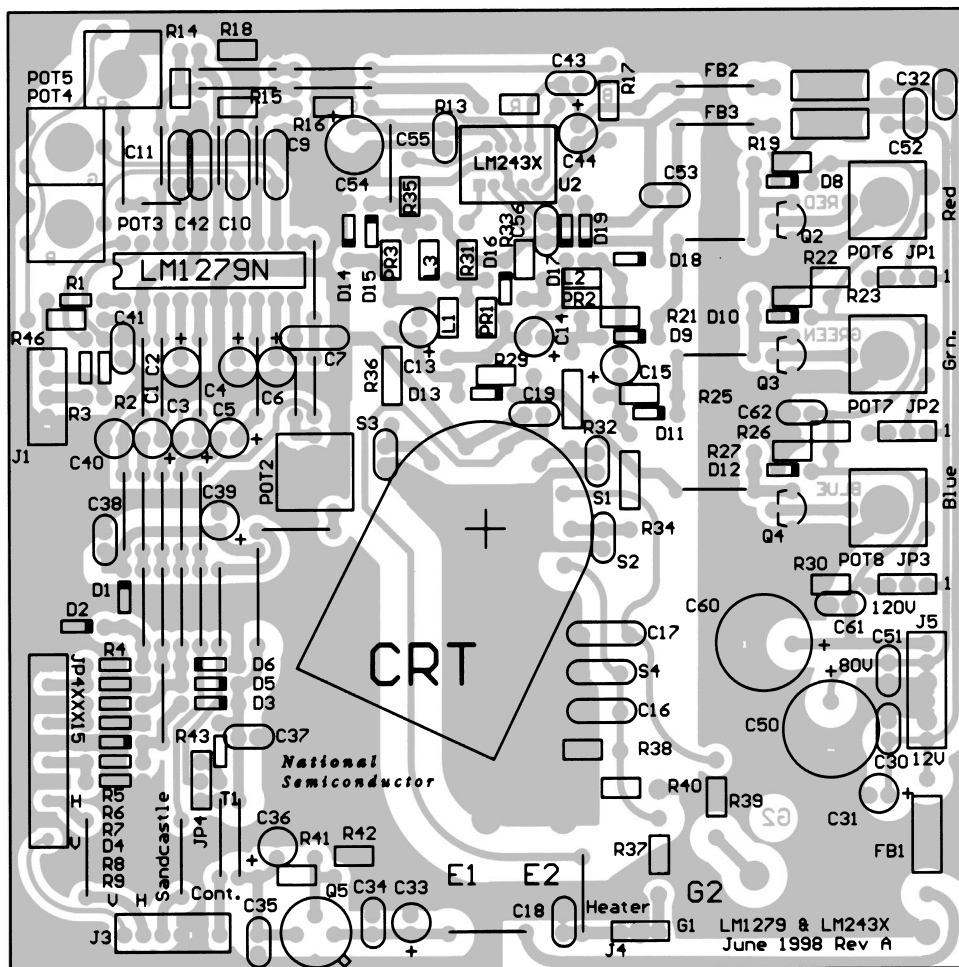 R14
R18
POT5
POT4
R15
R16
C43
R17
FB2
FB3
C32
C52
C11
C9
C55
R13
LM243X
U2
C44
C53
R19
D8
RED
Red
C54
POT3
C42
C10
R35
R33
C56
D19
D17
D16
Q2
POT6
JP1
1
LM1279N
D14
D15
PR3
L3
R31
L2
PR2
D18
R22
R23
R1
R46
C41
C13
L1
PR1
C14
R21
D9
D10
GREEN
Grn.
C7
R36
D13
R29
C15
Q3
POT7
JP2
1
R3
R2
C1
C2
C3
C4
C5
C6
C19
R25
D11
C62
R26
R27
D12
J1
C40
POT2
S3
R32
S1
BLUE
Blue
C38
C39
R34
S2
Q4
POT8
JP3
1
R30
D1
D2
C60
C61
120V
J5
C51
80V
CRT
C17
R4
D6
D5
D3
S4
C16
C50
JP4XXX15
R43
C37
National
Semiconductor
R38
12V
C30
C31
R40
R39
G2
FB1
R5
R6
R7
D4
R8
R9
H
R
Sandcastle
JP4
T1
C36
R41
R42
R37
G2
E1
E2
V
H
Cont.
C35
Q5
C34
C33
C18
Heater
J4
G1
J3
LM1279 & LM243X
June 1998 Rev A